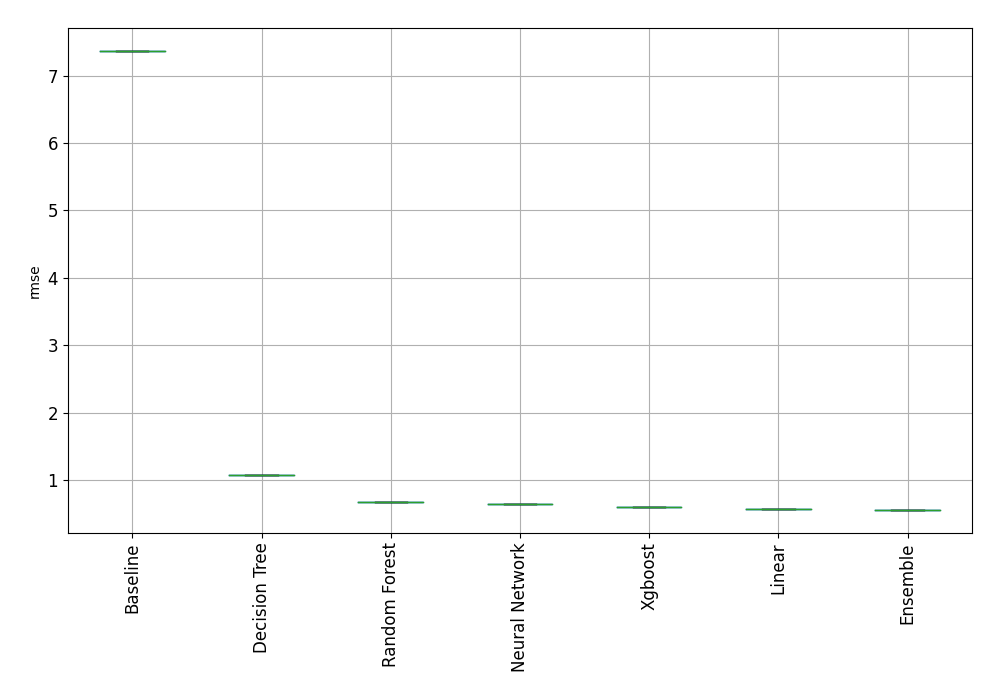 7
6
5
4
3
2
1
rmse
Baseline
Decision Tree
Random Forest
Neural Network
Xgboost
Linear
Ensemble